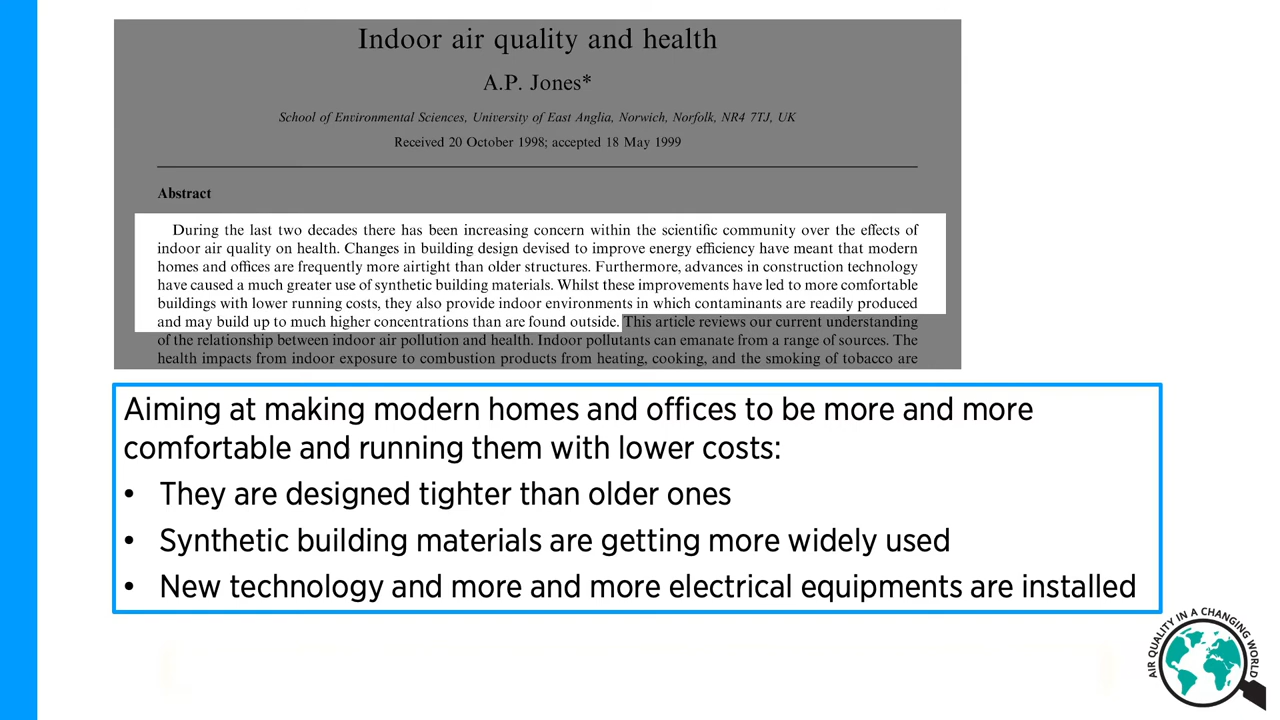 Indoor air quality and health
A.P. Jones*
School of Environmental Sciences, University of East Anglia, Norwich, Norfolk, NR4 7TJ, UK
Received 20 October 1998; accepted 18 May 1999
Abstract
During the last two decades there has been increasing concern within the scientific community over the effects of
indoor air quality on health. Changes in building design devised to improve energy efficiency have meant that modern
homes and offices are frequently more airtight than older structures. Furthermore, advances in construction technology
have caused a much greater use of synthetic building materials. Whilst these improvements have led to more comfortable
buildings with lower running costs, they also provide indoor environments in which contaminants are readily produced
and may build up to much higher concentrations than are found outside. This article reviews our current understanding
of the relationship between indoor air pollution and health. Indoor pollutants can emanate from a range of sources. The
health impacts from indoor exposure to combustion products from heating, cooking, and the smoking of tobacco are
Aiming at making modern homes and offices to be more and more
comfortable and running them with lower costs:
• They are designed tighter than older ones
• Synthetic building materials are getting more widely used
• New technology and more and more electrical equipments are installed
AIR QUALITY IN A CHANGING WORLD